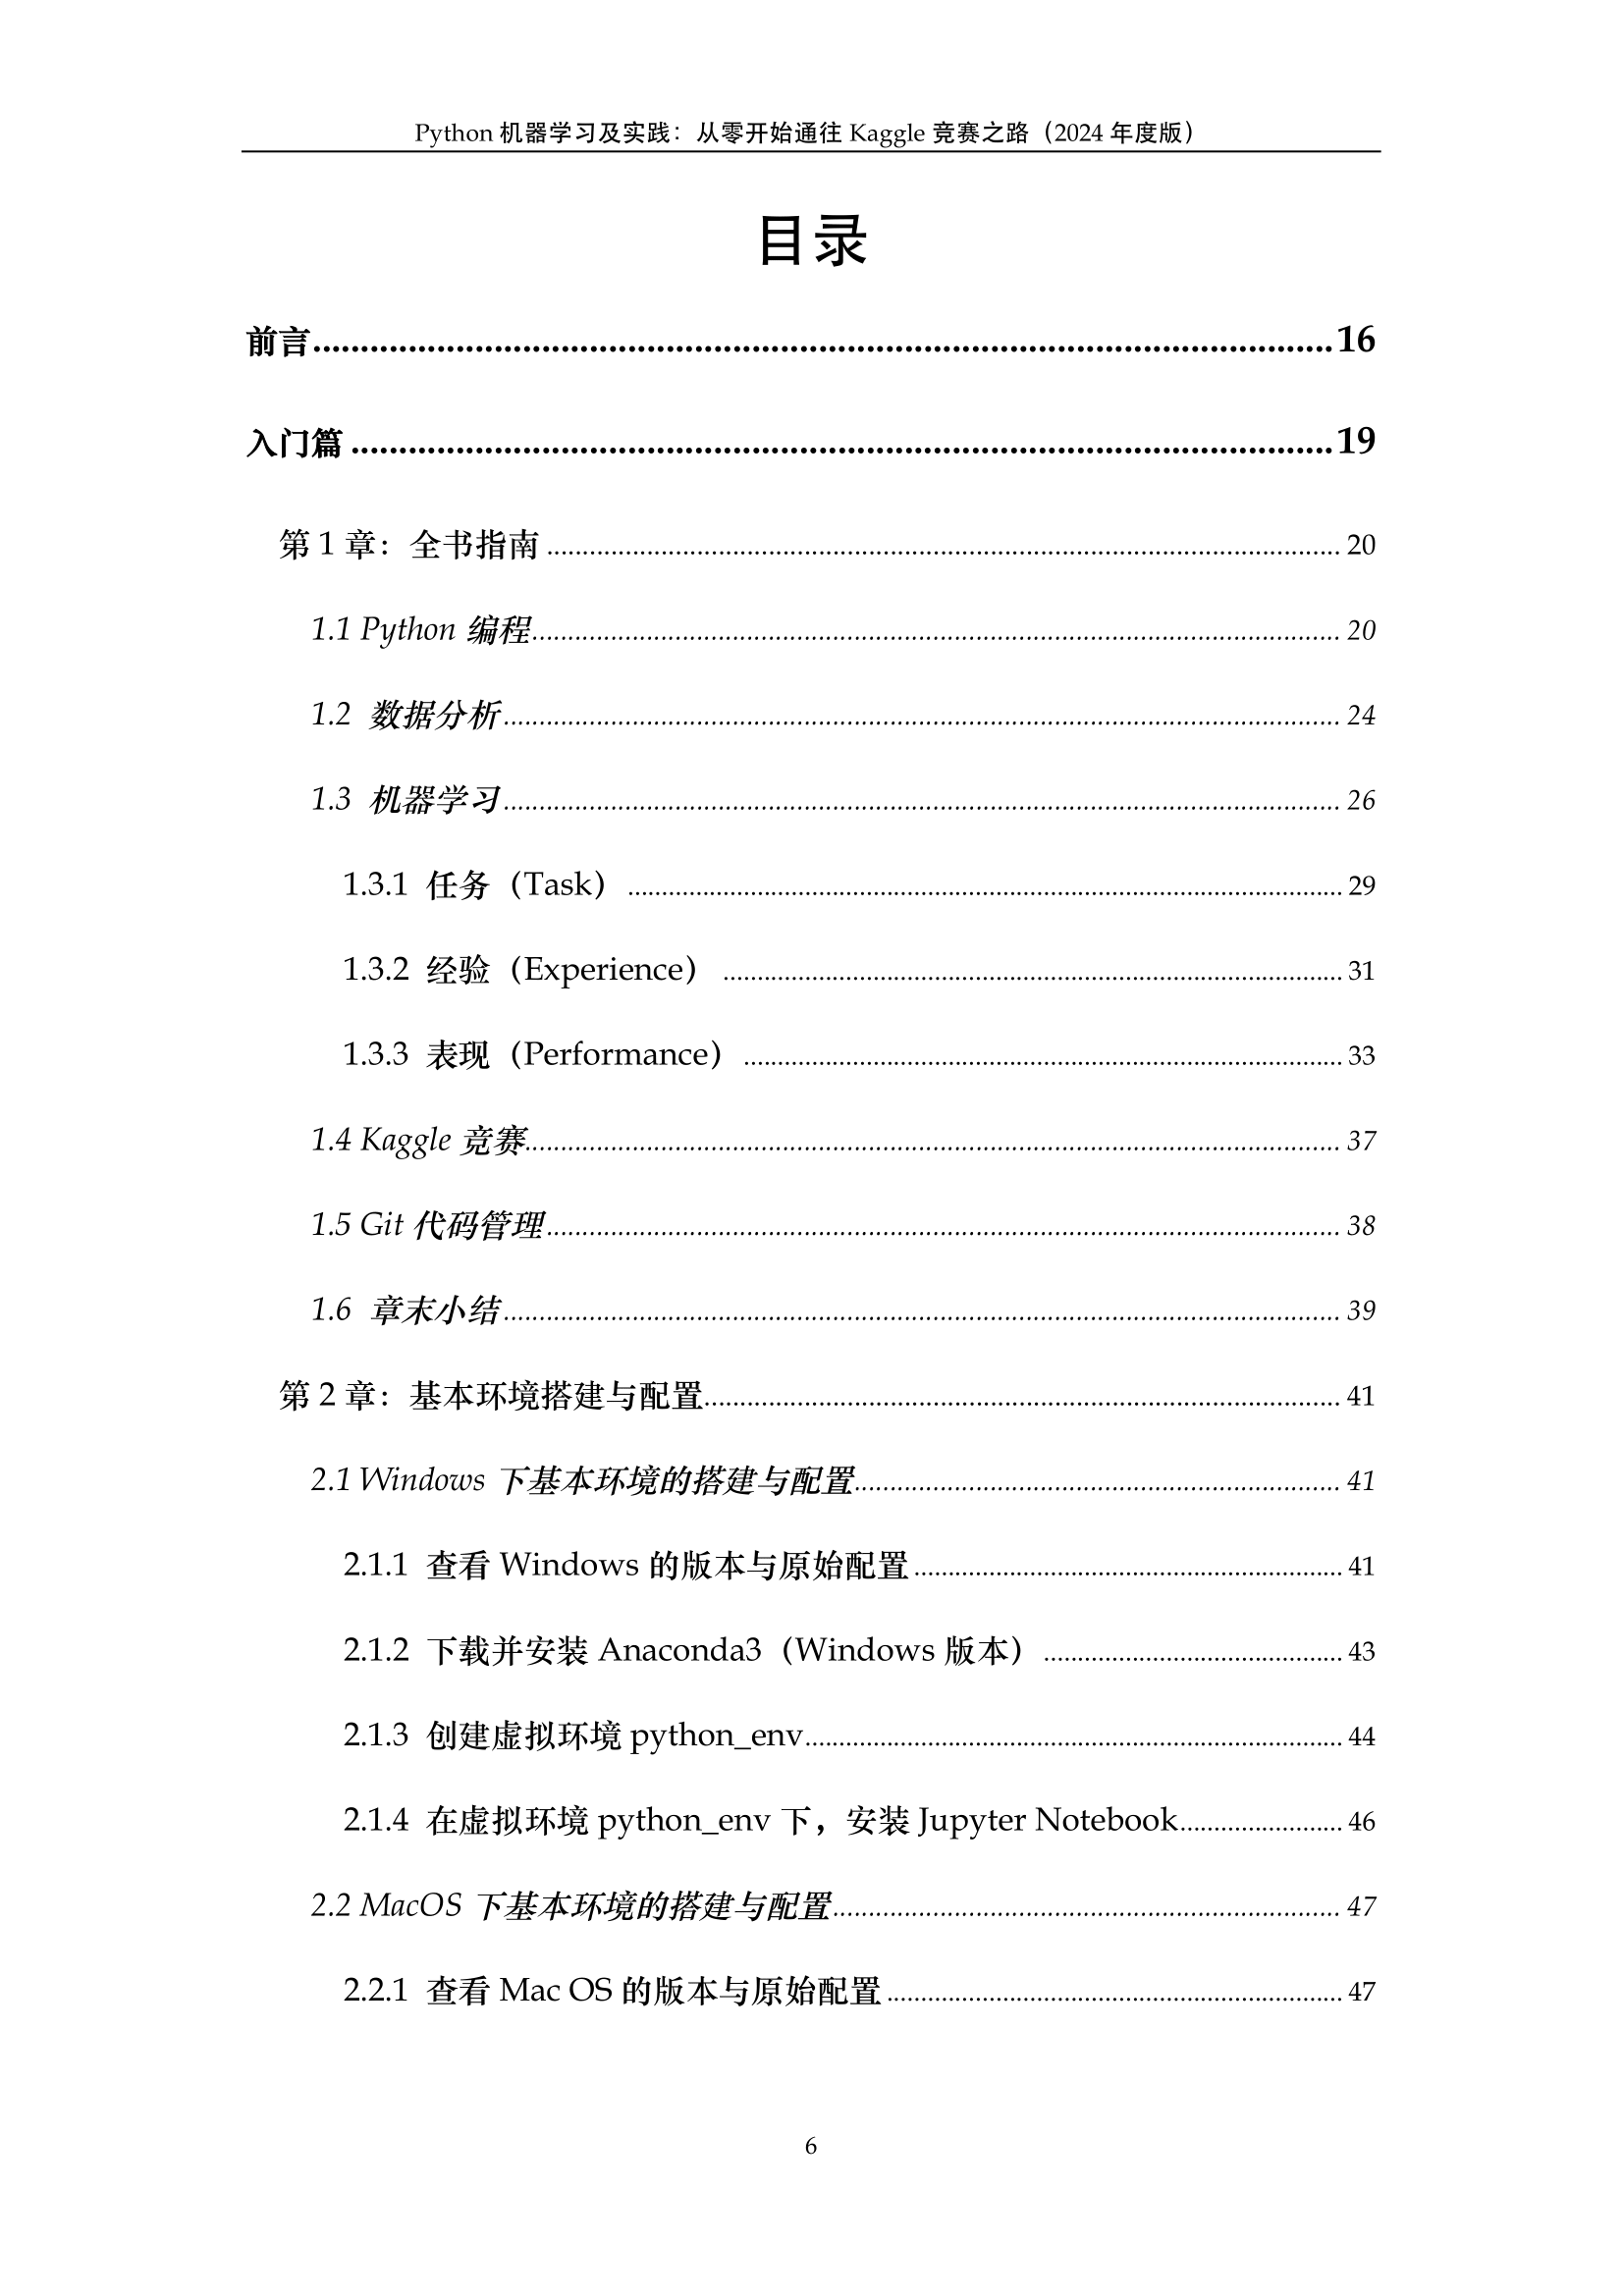 Python 机器学习及实践：从零开始通往 Kaggle 竞赛之路（2024 年度版）
目录
前言........................................................................................................16
入门篇 ....................................................................................................19
第 1 章：全书指南 ................................................................................ 20
1.1 Python 编程................................................................................ 20
1.2 数据分析................................................................................ 24
1.3 机器学习................................................................................ 26
1.3.1 任务（Task） ................................................................ 29
1.3.2 经验（Experience） ................................................................ 31
1.3.3 表现（Performance） ................................................................ 33
1.4 Kaggle 竞赛................................................................................ 37
1.5 Git 代码管理................................................................................ 38
1.6 章末小结................................................................................ 39
第 2 章：基本环境搭建与配置................................................................ 41
2.1 Windows 下基本环境的搭建与配置................................................ 41
2.1.1 查看 Windows 的版本与原始配置................................................ 41
2.1.2 下载并安装 Anaconda3（Windows 版本） ................................ 43
2.1.3 创建虚拟环境 python_env................................................ 44
2.1.4 在虚拟环境 python_env 下，安装 Jupyter Notebook........................ 46
2.2 MacOS 下基本环境的搭建与配置................................................ 47
2.2.1 查看 Mac OS 的版本与原始配置................................................ 47
6